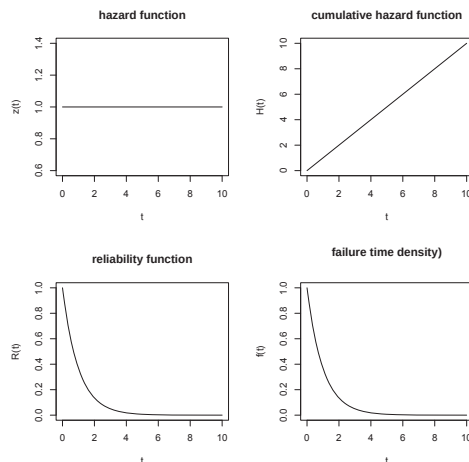 hazard function
z(t)
1.4
1.2
1.0
0.8
0.6
0 2 4 6 8 10
t
cumulative hazard function
H(t)
10
8
6
4
2
0
0 2 4 6 8 10
t
reliability function
R(t)
1.0
0.8
0.6
0.4
0.2
0.0
0 2 4 6 8 10
t
failure time density)
f(t)
1.0
0.8
0.6
0.4
0.2
0.0
0 2 4 6 8 10
t